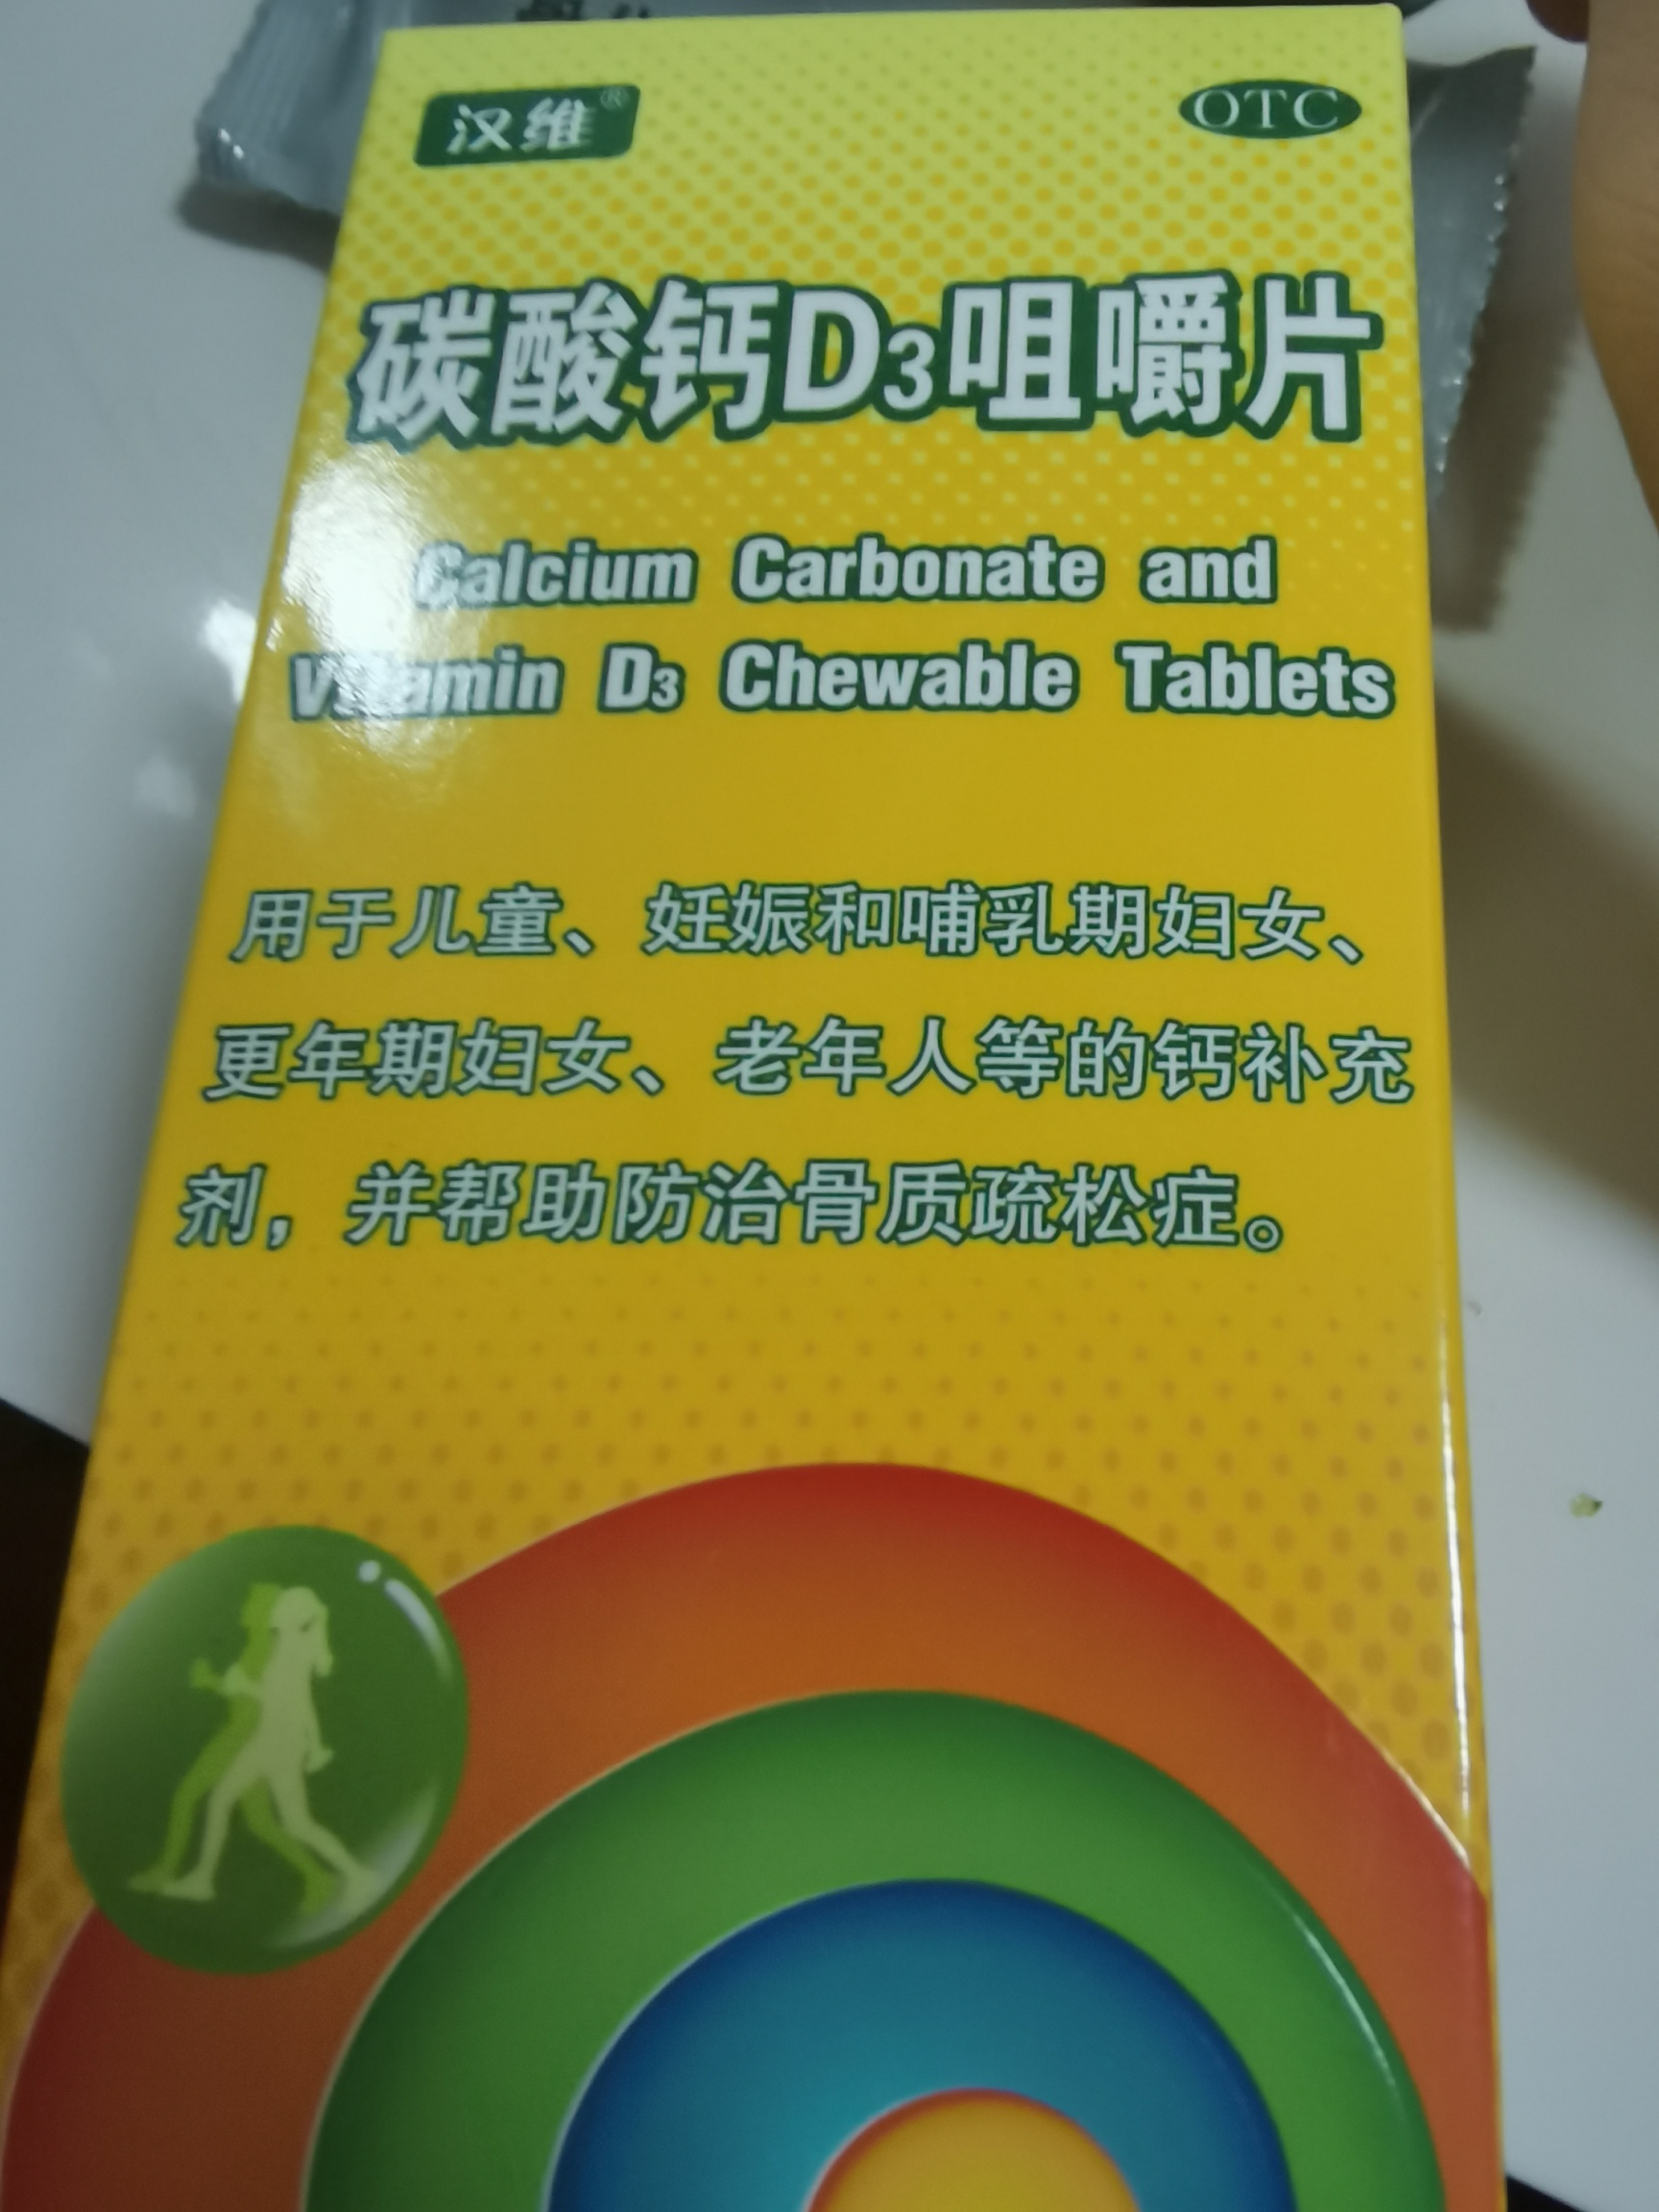 汉维®
OTC
碳酸钙D3咀嚼片
Calcium Carbonate and
Vitamin D3 Chewable Tablets
用于儿童、妊娠和哺乳期妇女、
更年期妇女、老年人等的钙补充
剂，并帮助防治骨质疏松症。